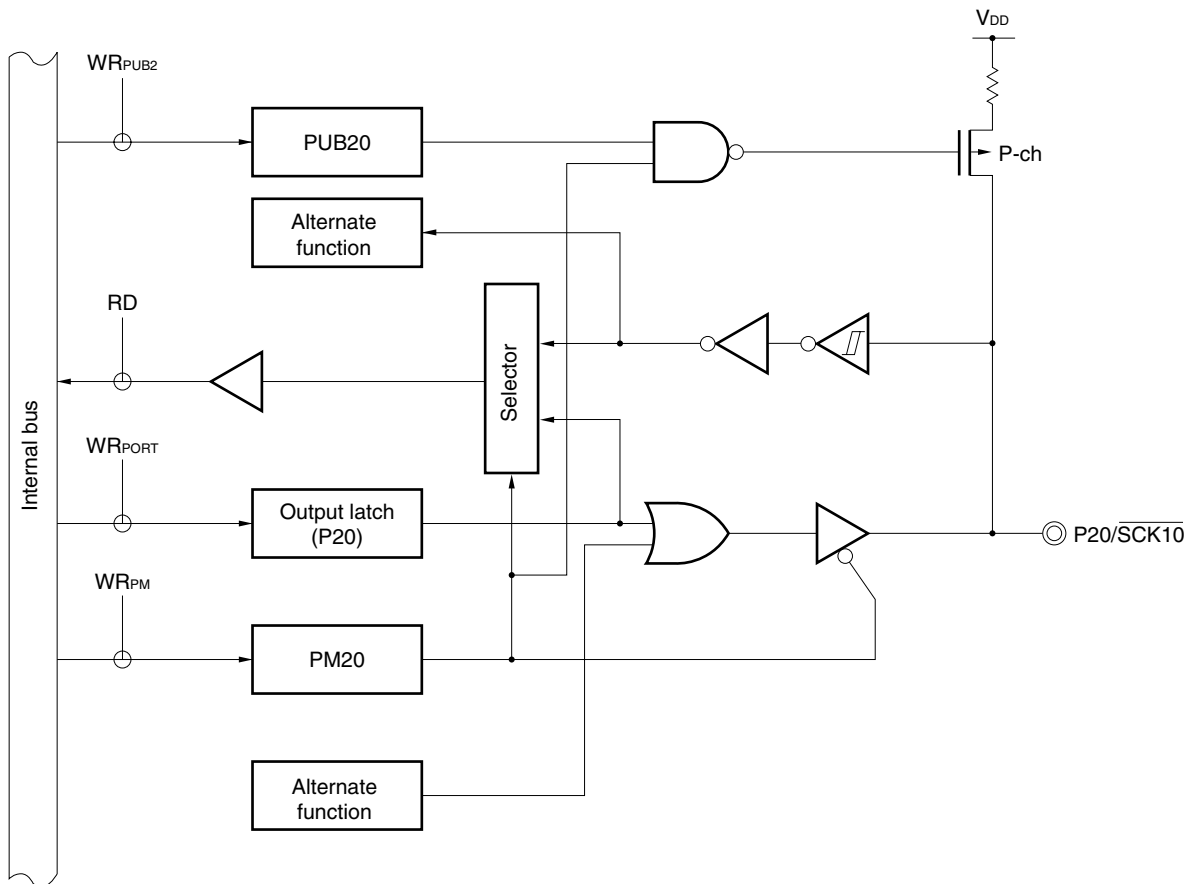 VDD
WRPUB2
PUB20
P-ch
Alternate
function
RD
Selector
Internal bus
WRPORT
Output latch
(P20)
P20/SCK10
WRPM
PM20
Alternate
function